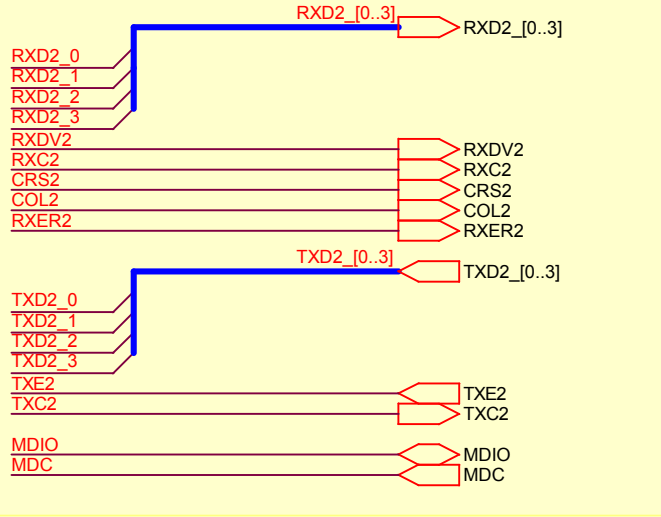 RXD2_[0..3] RXD2_[0..3]
RXD2_0
RXD2_1
RXD2_2
RXD2_3
RXDV2 RXDV2
RXC2 RXC2
CRS2 CRS2
COL2 COL2
RXER2 RXER2
TXD2_[0..3] TXD2_[0..3]
TXD2_0
TXD2_1
TXD2_2
TXD2_3
TXE2 TXE2
TXC2 TXC2
MDIO MDIO
MDC MDC